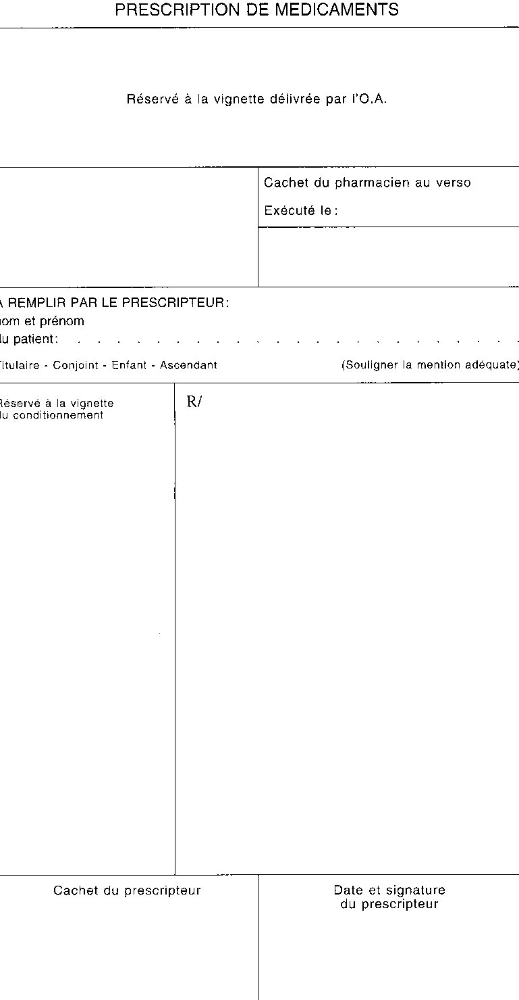 PRESCRIPTION DE MEDICAMENTS
Réservé à la vignette délivrée par l'O.A.
Cachet du pharmacien au verso
Exécuté le :
A REMPLIR PAR LE PRESCRIPTEUR:
nom et prénom
du patient: . . . . . . . . . . . . . . . . . . . . . . .
Titulaire - Conjoint - Enfant - Ascendant (Souligner la mention adéquate)
Réservé à la vignette
du conditionnement
R/
Cachet du prescripteur
Date et signature
du prescripteur